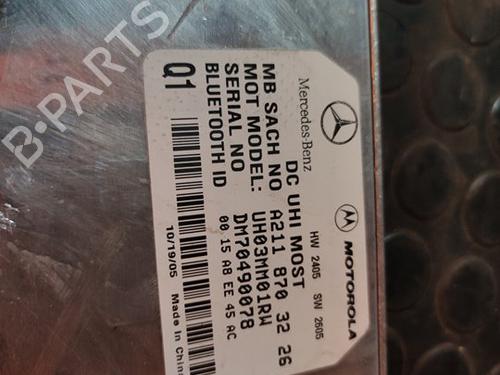 B-PARTS
Mercedes-Benz
MOTOROLA
HW 2405 SW 2605
DC UHI MOST
MB SACH NO A211 870 32 26
MOT MODEL: UH03MM01RW
SERIAL NO DM70490078
BLUETOOTH ID 00 15 A8 EE 45 AC
Q1
10/19/05 Made in China